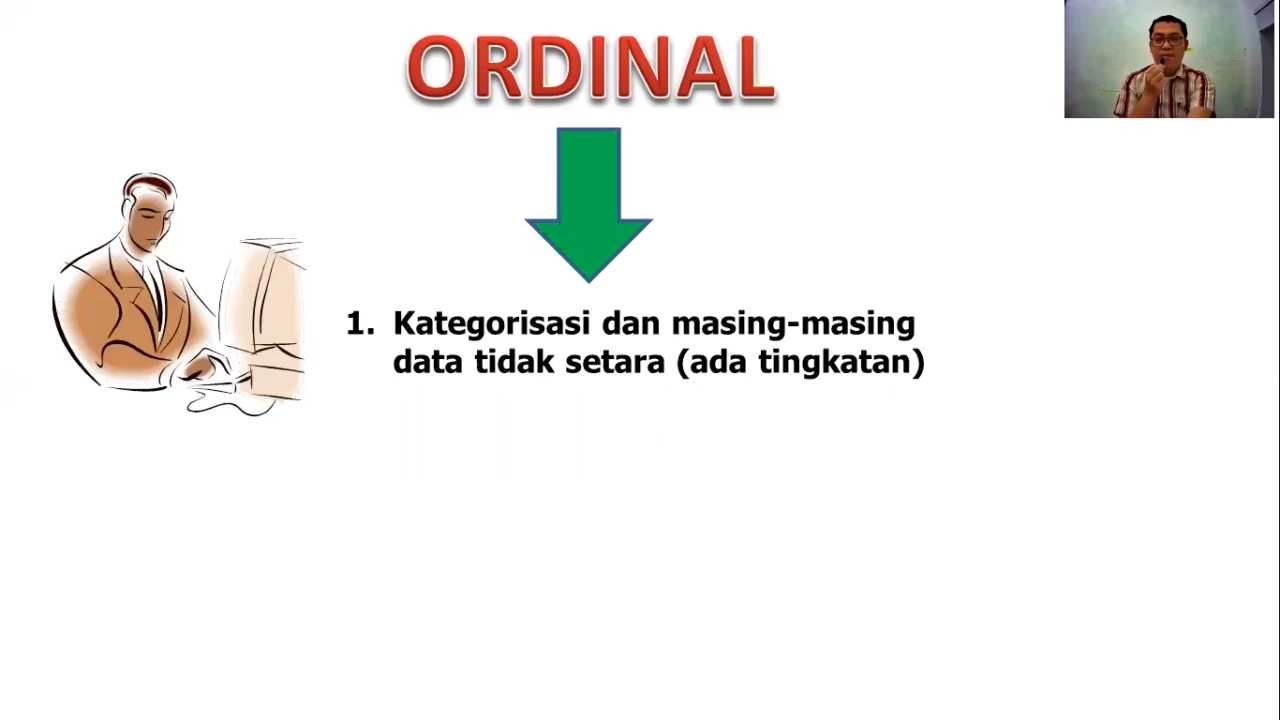 ORDINAL
1. Kategorisasi dan masing-masing
data tidak setara (ada tingkatan)